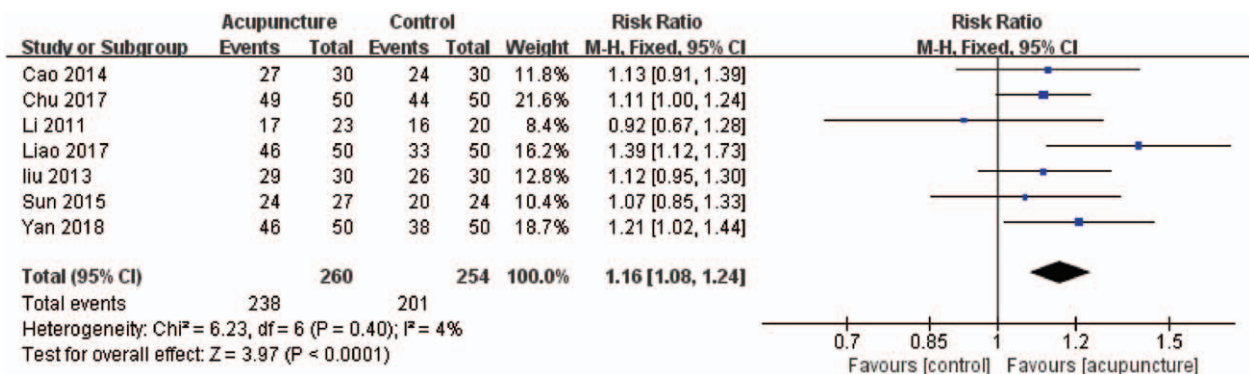 Acupuncture Control Risk Ratio Risk Ratio
Study or Subgroup Events Total Events Total Weight M-H, Fixed, 95% CI M-H, Fixed, 95% CI
Cao 2014 27 30 24 30 11.8% 1.13 [0.91, 1.39]
Chu 2017 49 50 44 50 21.6% 1.11 [1.00, 1.24]
Li 2011 17 23 16 20 8.4% 0.92 [0.67, 1.28]
Liao 2017 46 50 33 50 16.2% 1.39 [1.12, 1.73]
liu 2013 29 30 26 30 12.8% 1.12 [0.95, 1.30]
Sun 2015 24 27 20 24 10.4% 1.07 [0.85, 1.33]
Yan 2018 46 50 38 50 18.7% 1.21 [1.02, 1.44]
Total (95% CI) 260 254 100.0% 1.16 [1.08, 1.24]
Total events 238 201
Heterogeneity: Chi² = 6.23, df = 6 (P = 0.40); I² = 4%
Test for overall effect: Z = 3.97 (P < 0.0001)
0.7 0.85 1 1.2 1.5
Favours [control] Favours [acupuncture]